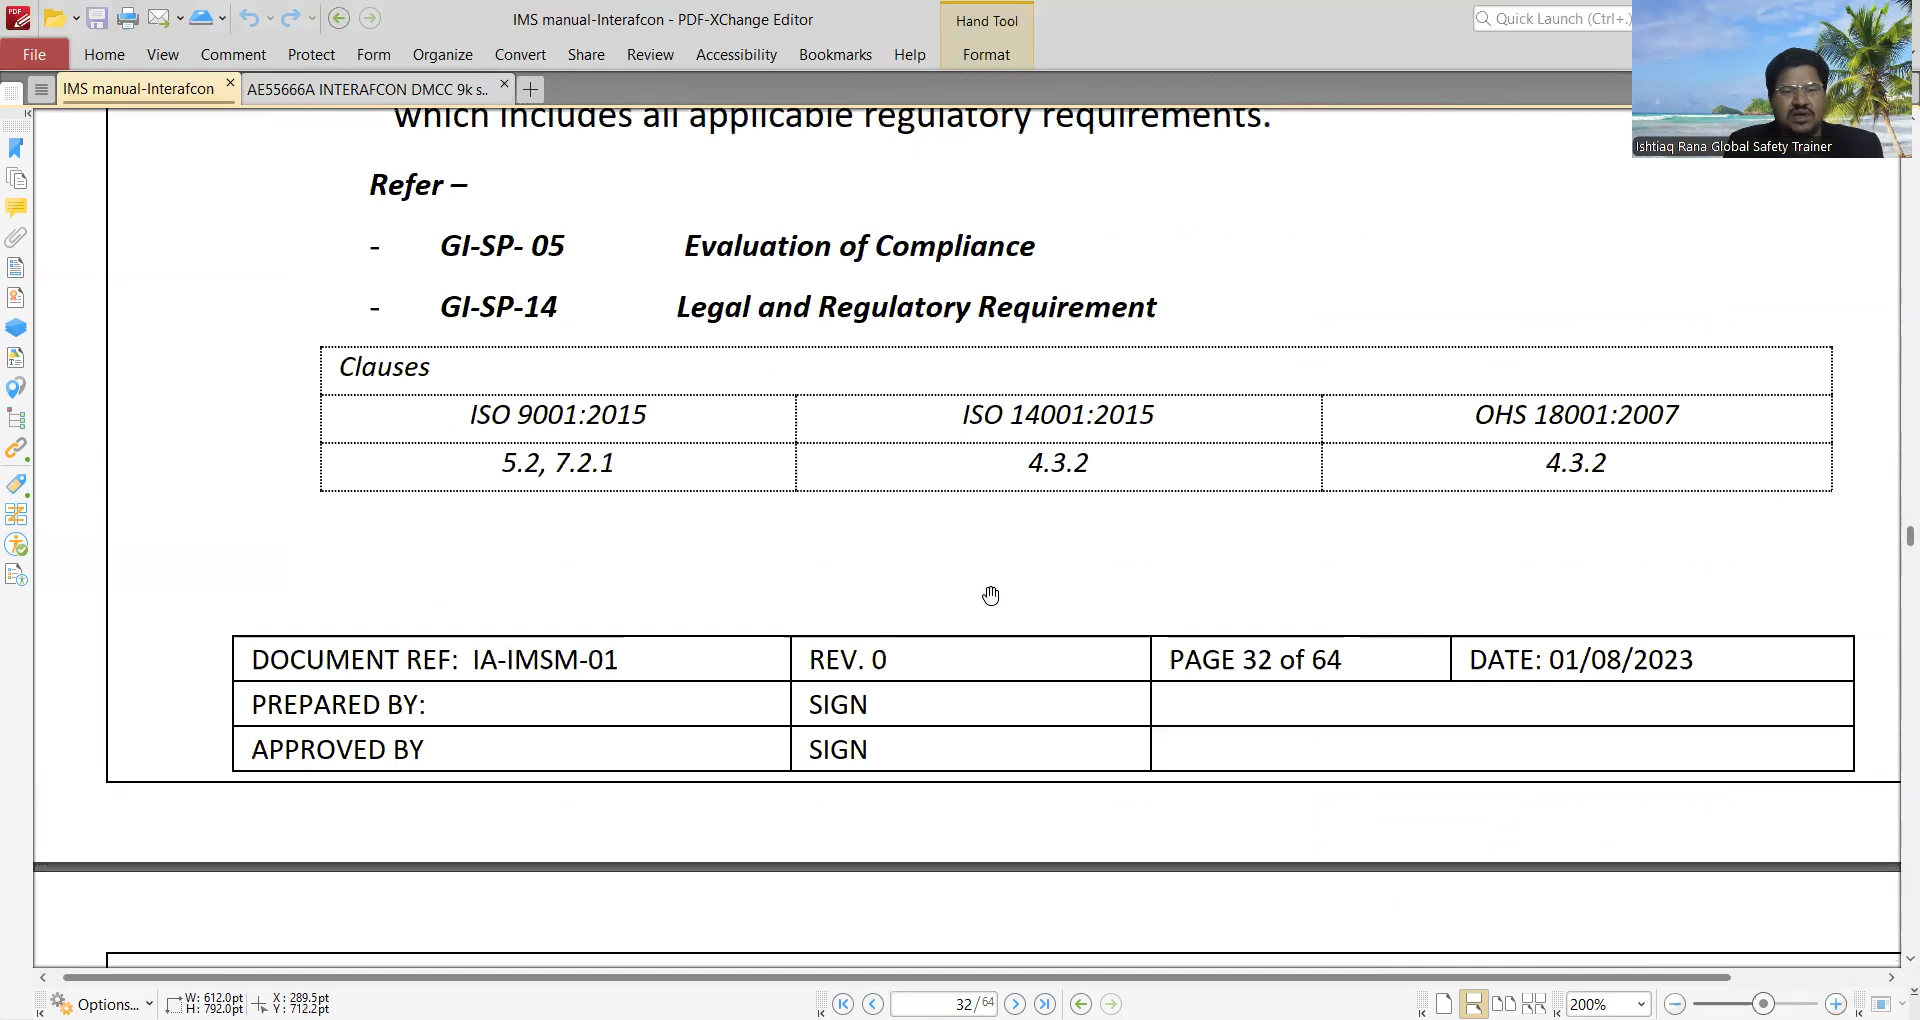 IMS manual-Interafcon - PDF-XChange Editor
Hand Tool
Quick Launch (Ctrl+.)
File Home View Comment Protect Form Organize Convert Share Review Accessibility Bookmarks Help Format
IMS manual-Interafcon
AE55666A INTERAFCON DMCC 9k s..
Ishtiaq Rana Global Safety Trainer
which includes all applicable regulatory requirements.
Refer –
- GI-SP- 05 Evaluation of Compliance
- GI-SP-14 Legal and Regulatory Requirement
Clauses
ISO 9001:2015 ISO 14001:2015 OHS 18001:2007
5.2, 7.2.1 4.3.2 4.3.2
DOCUMENT REF: IA-IMSM-01 REV. 0 PAGE 32 of 64 DATE: 01/08/2023
PREPARED BY: SIGN
APPROVED BY SIGN
Options...
W: 612.0pt
H: 792.0pt
X: 289.5pt
Y: 712.2pt
32 / 64
200%